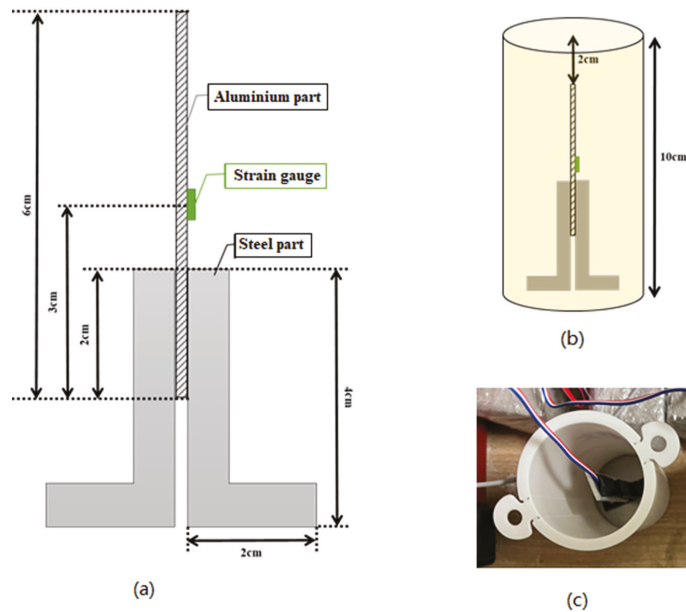 Aluminium part
Strain gauge
Steel part
6cm
3cm
2cm
4cm
2cm
(a)
2cm
10cm
(b)
(c)